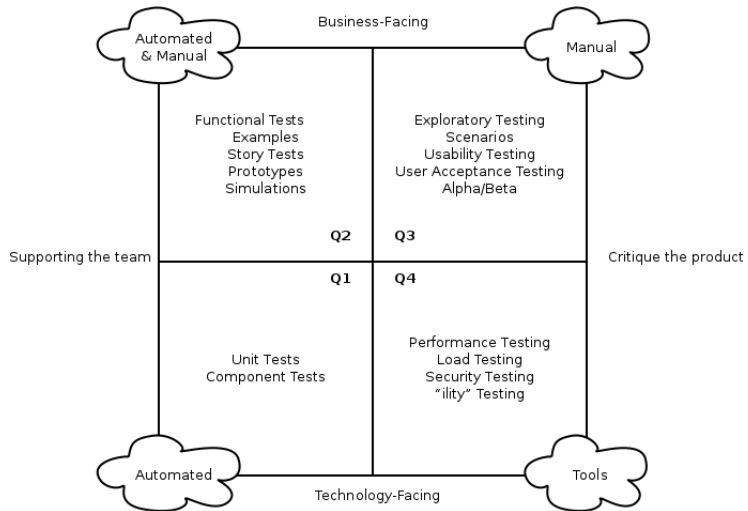 Business-Facing
Automated
& Manual
Manual
Functional Tests
Examples
Story Tests
Prototypes
Simulations
Exploratory Testing
Scenarios
Usability Testing
User Acceptance Testing
Alpha/Beta
Q2
Q3
Supporting the team
Critique the product
Q1
Q4
Unit Tests
Component Tests
Performance Testing
Load Testing
Security Testing
“ility” Testing
Automated
Tools
Technology-Facing